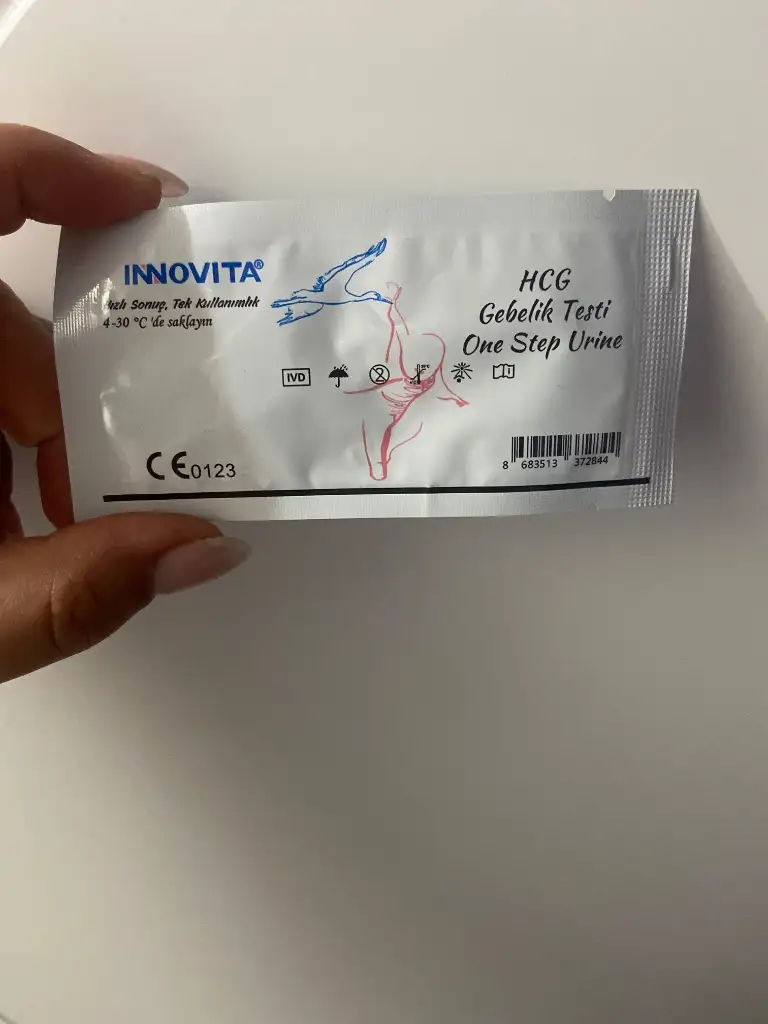 INNOVITA®
Hızlı Sonuç, Tek Kullanımlık
4-30 °C 'de saklayın
HCG
Gebelik Testi
One Step Urine
IVD
CE0123
8 683513 372844